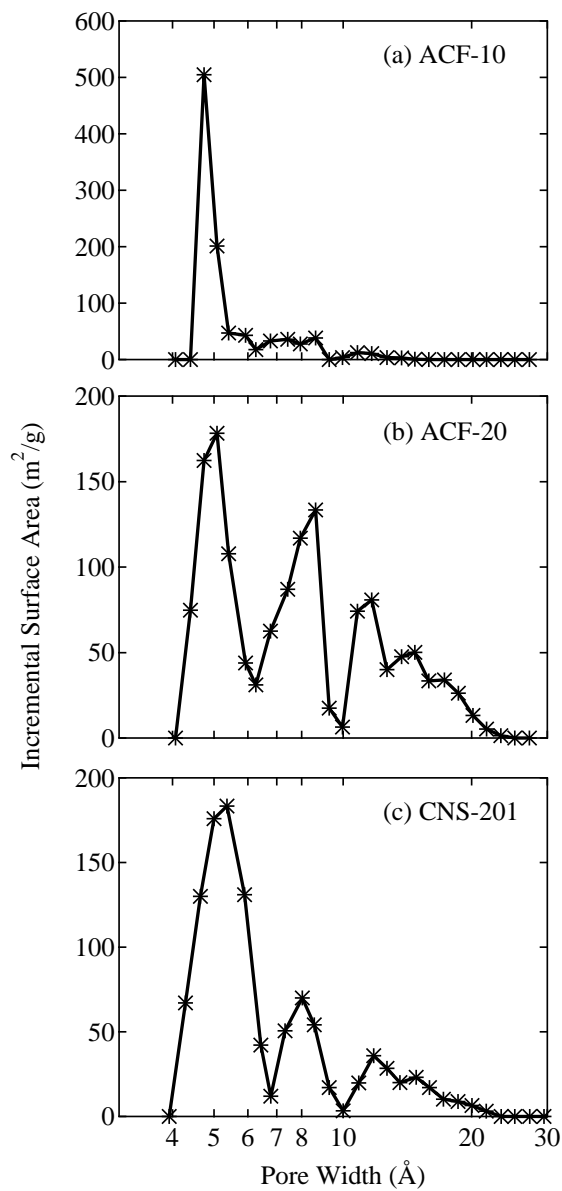 600
500
400
300
200
100
0
(a) ACF-10
200
150
100
50
0
(b) ACF-20
200
150
100
50
0
(c) CNS-201
4 5 6 7 8 10 20 30
Pore Width (Å)
Incremental Surface Area (m²/g)